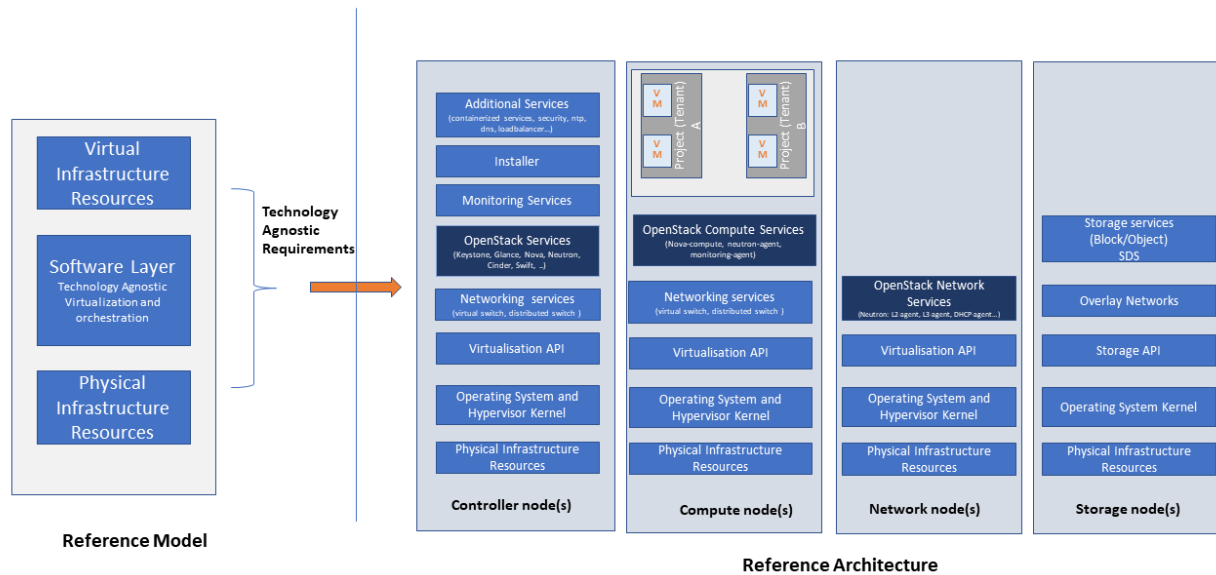 Virtual
Infrastructure
Resources
Software Layer
Technology Agnostic
Virtualization and
orchestration
Physical
Infrastructure
Resources
Reference Model
Technology
Agnostic
Requirements
Additional Services
(containerized services, security, ntp,
dns, loadbalancer...)
Installer
Monitoring Services
OpenStack Services
(Keystone, Glance, Nova, Neutron,
Cinder, Swift, ..)
Networking services
(virtual switch, distributed switch )
Virtualisation API
Operating System and
Hypervisor Kernel
Physical Infrastructure
Resources
Controller node(s)
V
M
V
M
Project (Tenant)
A
V
M
V
M
Project (Tenant)
B
OpenStack Compute Services
(Nova-compute, neutron-agent,
monitoring-agent)
Networking services
(virtual switch, distributed switch )
Virtualisation API
Operating System and
Hypervisor Kernel
Physical Infrastructure
Resources
Compute node(s)
OpenStack Network
Services
(Neutron: L2 agent, L3 agent, DHCP agent...)
Virtualisation API
Operating System and
Hypervisor Kernel
Physical Infrastructure
Resources
Network node(s)
Storage services
(Block/Object)
SDS
Overlay Networks
Storage API
Operating System Kernel
Physical Infrastructure
Resources
Storage node(s)
Reference Architecture